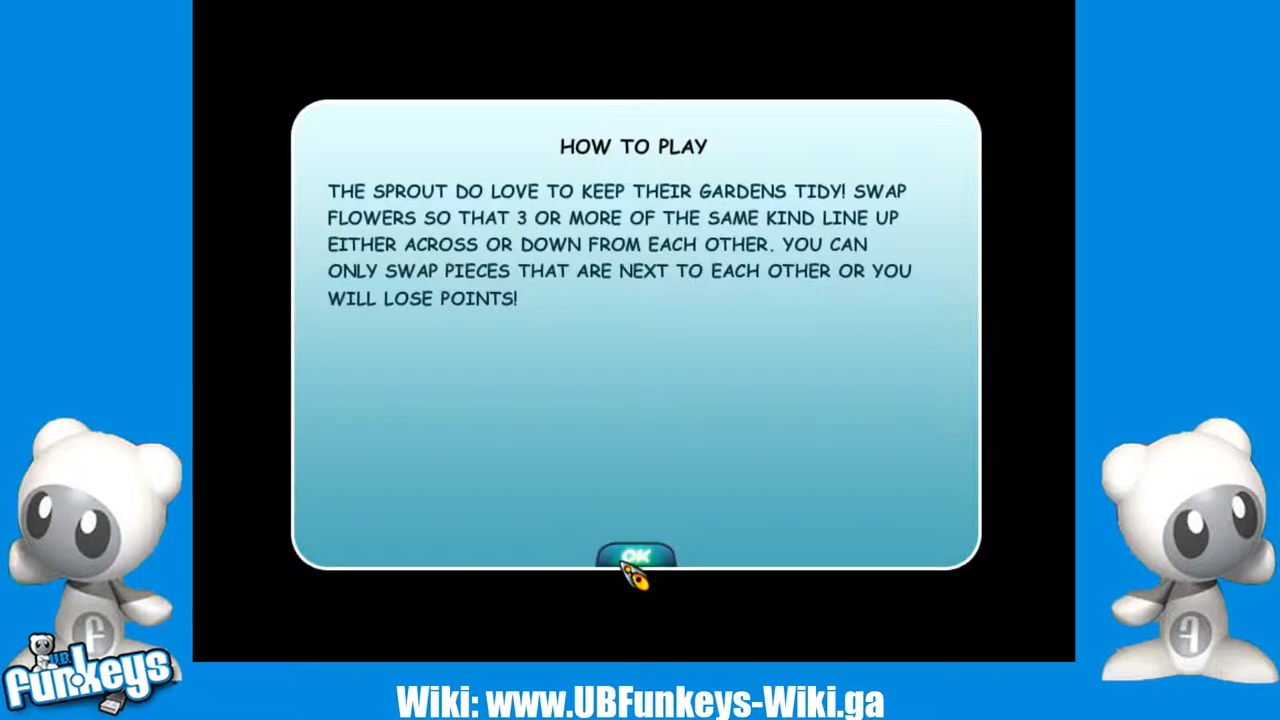 HOW TO PLAY
THE SPROUT DO LOVE TO KEEP THEIR GARDENS TIDY! SWAP
FLOWERS SO THAT 3 OR MORE OF THE SAME KIND LINE UP
EITHER ACROSS OR DOWN FROM EACH OTHER. YOU CAN
ONLY SWAP PIECES THAT ARE NEXT TO EACH OTHER OR YOU
WILL LOSE POINTS!
OK
U.B.
funkeys
Wiki: www.UBFunkeys-Wiki.ga